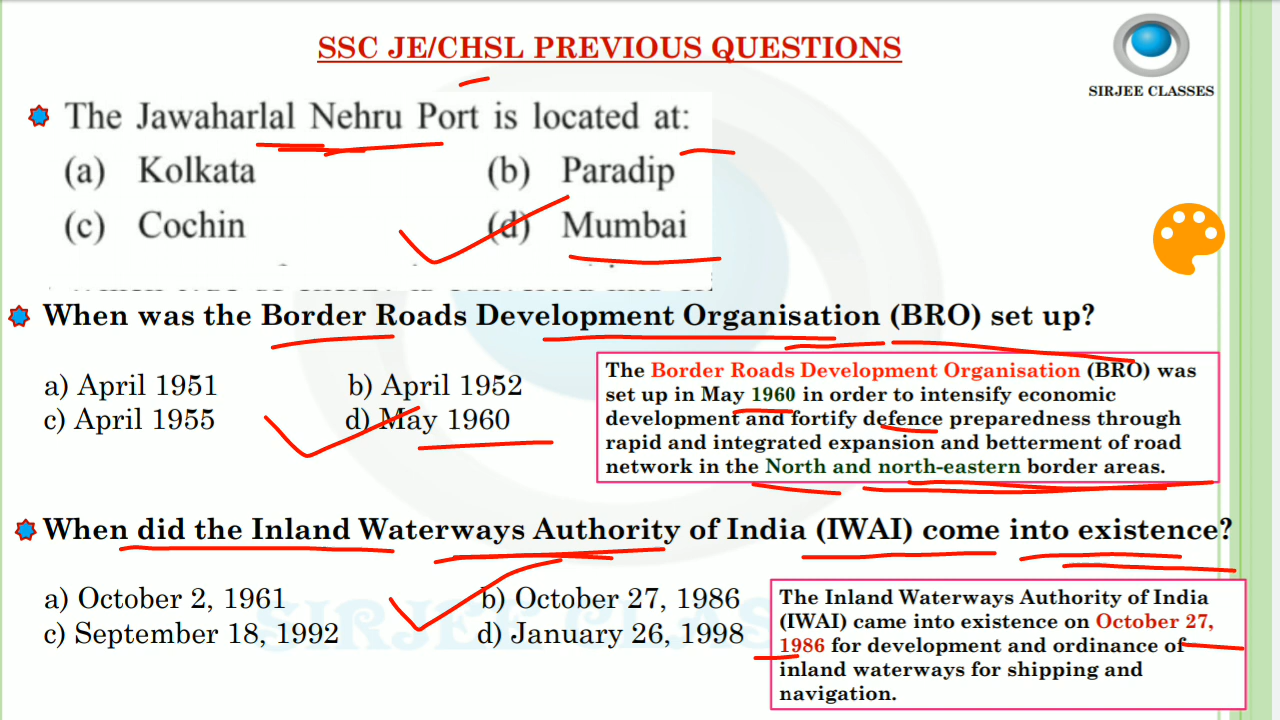 SSC JE/CHSL PREVIOUS QUESTIONS
SIRJEE CLASSES
The Jawaharlal Nehru Port is located at:
(a) Kolkata (b) Paradip
(c) Cochin (d) Mumbai
When was the Border Roads Development Organisation (BRO) set up?
a) April 1951 b) April 1952
c) April 1955 d) May 1960
The Border Roads Development Organisation (BRO) was
set up in May 1960 in order to intensify economic
development and fortify defence preparedness through
rapid and integrated expansion and betterment of road
network in the North and north-eastern border areas.
When did the Inland Waterways Authority of India (IWAI) come into existence?
a) October 2, 1961 b) October 27, 1986
c) September 18, 1992 d) January 26, 1998
The Inland Waterways Authority of India
(IWAI) came into existence on October 27,
1986 for development and ordinance of
inland waterways for shipping and
navigation.
SIRJEE CLAS